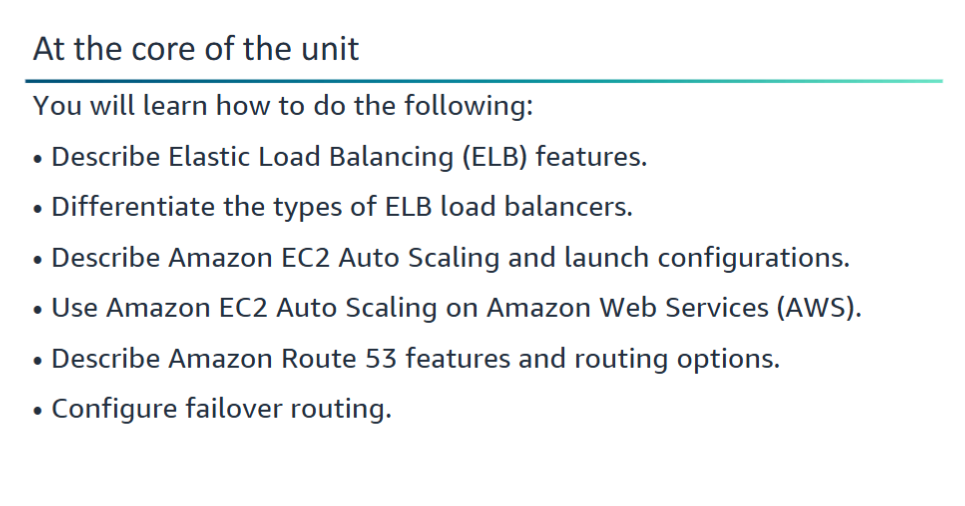 At the core of the unit
You will learn how to do the following:
• Describe Elastic Load Balancing (ELB) features.
• Differentiate the types of ELB load balancers.
• Describe Amazon EC2 Auto Scaling and launch configurations.
• Use Amazon EC2 Auto Scaling on Amazon Web Services (AWS).
• Describe Amazon Route 53 features and routing options.
• Configure failover routing.